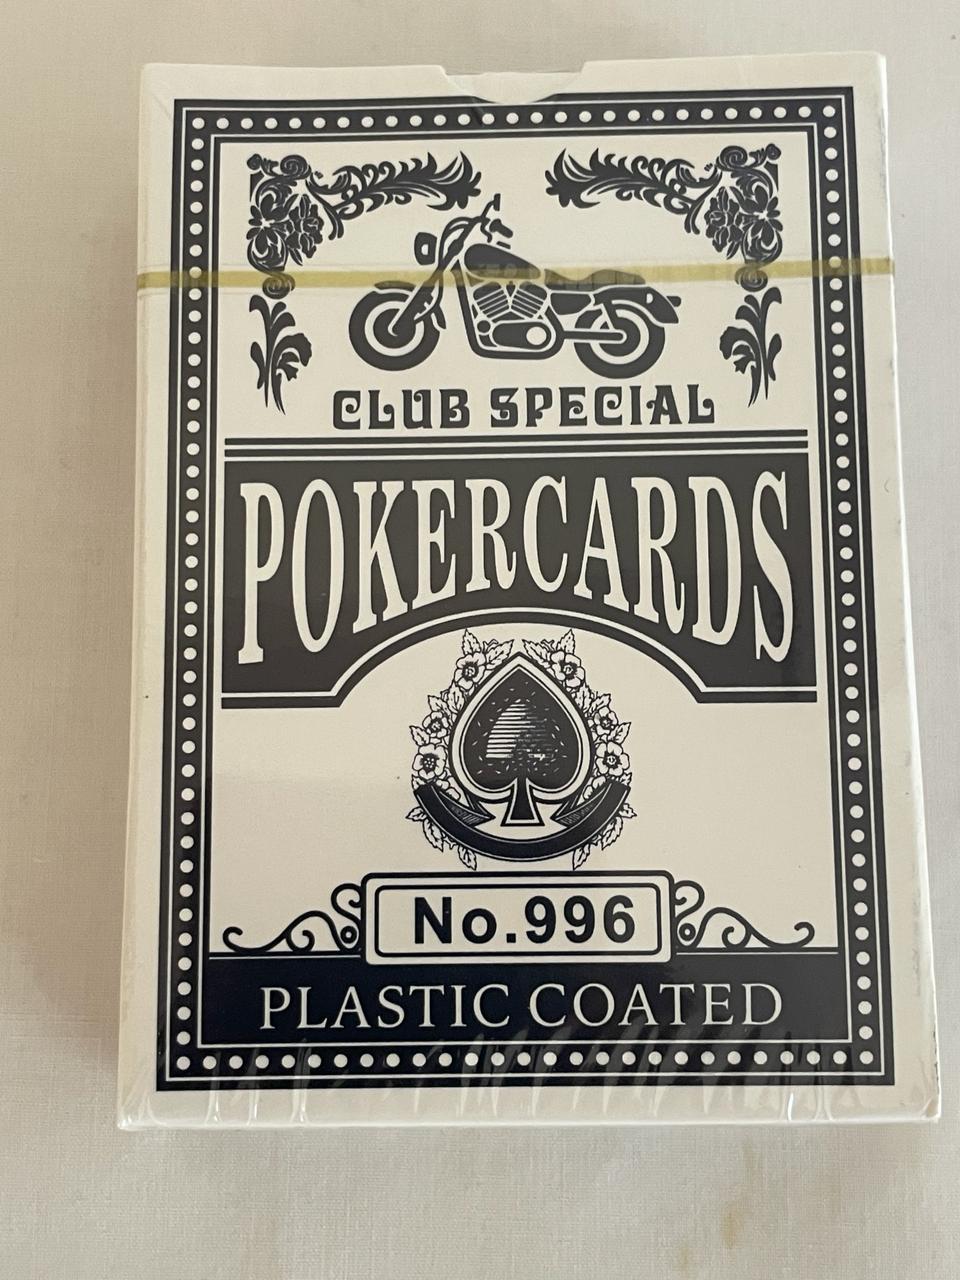 CLUB SPECIAL
POKERCARDS
No.996
PLASTIC COATED